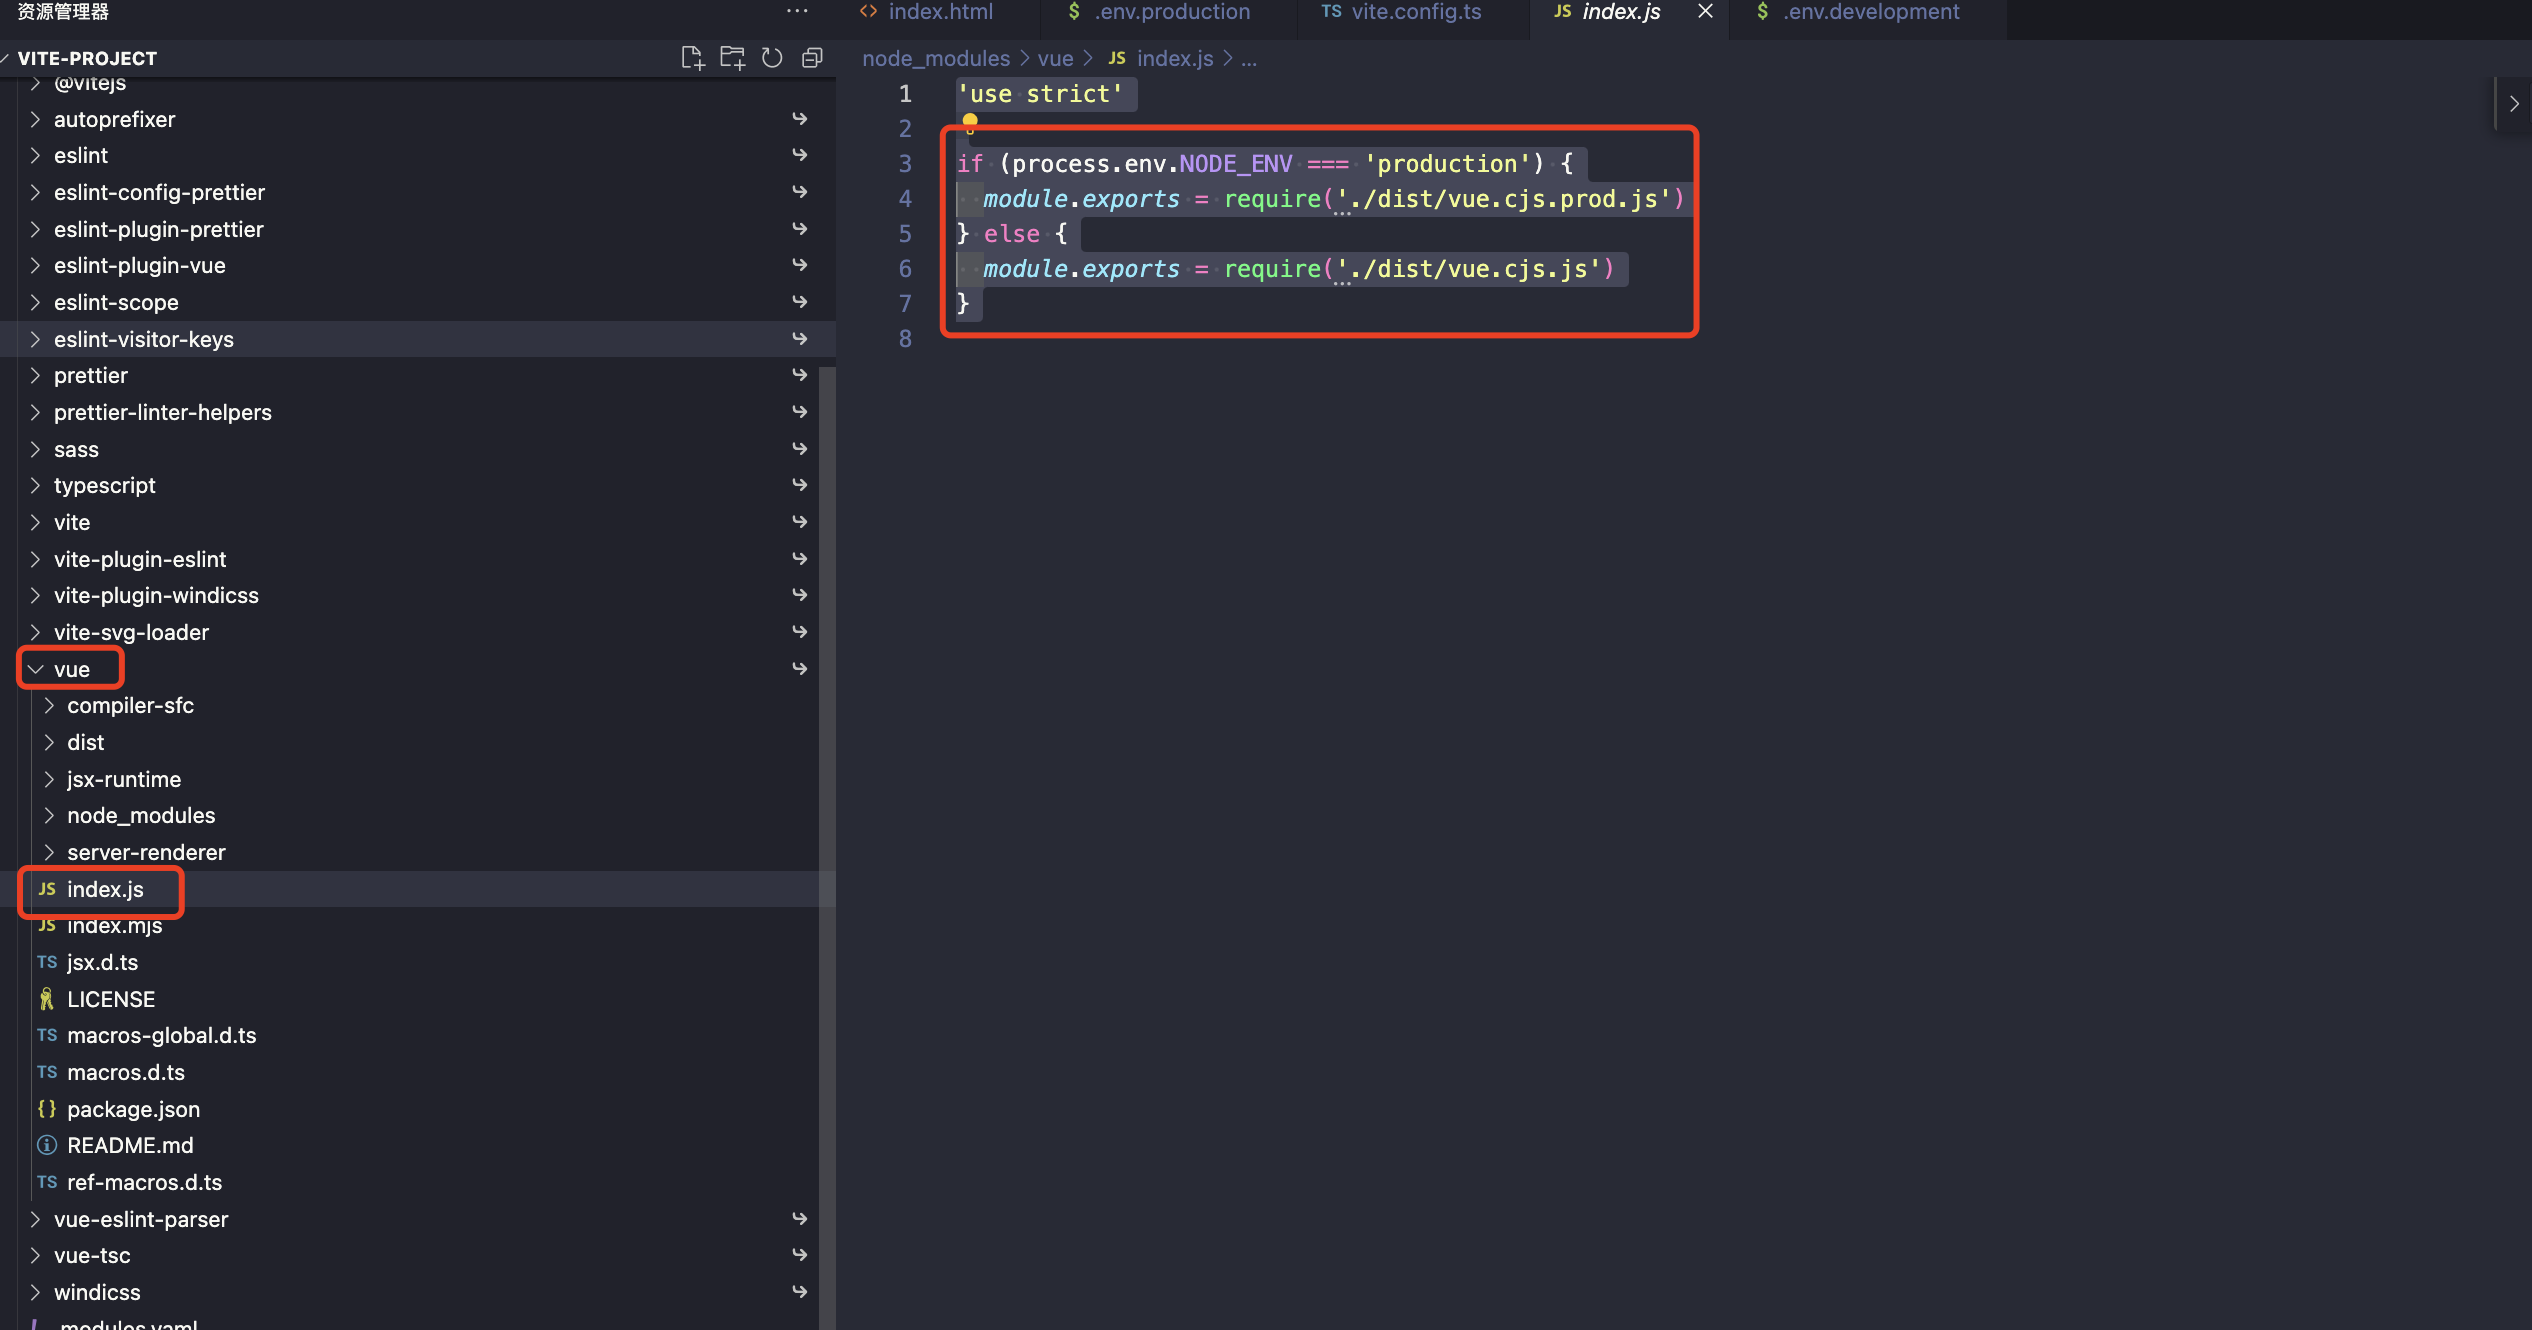 资源管理器
VITE-PROJECT
@vitejs
autoprefixer
eslint
eslint-config-prettier
eslint-plugin-prettier
eslint-plugin-vue
eslint-scope
eslint-visitor-keys
prettier
prettier-linter-helpers
sass
typescript
vite
vite-plugin-eslint
vite-plugin-windicss
vite-svg-loader
vue
compiler-sfc
dist
jsx-runtime
node_modules
server-renderer
JS index.js
JS index.mjs
TS jsx.d.ts
LICENSE
TS macros-global.d.ts
TS macros.d.ts
{} package.json
README.md
TS ref-macros.d.ts
vue-eslint-parser
vue-tsc
windicss
.modules.yaml
<> index.html $ .env.production TS vite.config.ts JS index.js $ .env.development
node_modules > vue > JS index.js > ...
1 'use strict'
2
3 if (process.env.NODE_ENV === 'production') {
4 module.exports = require('./dist/vue.cjs.prod.js')
5 } else {
6 module.exports = require('./dist/vue.cjs.js')
7 }
8